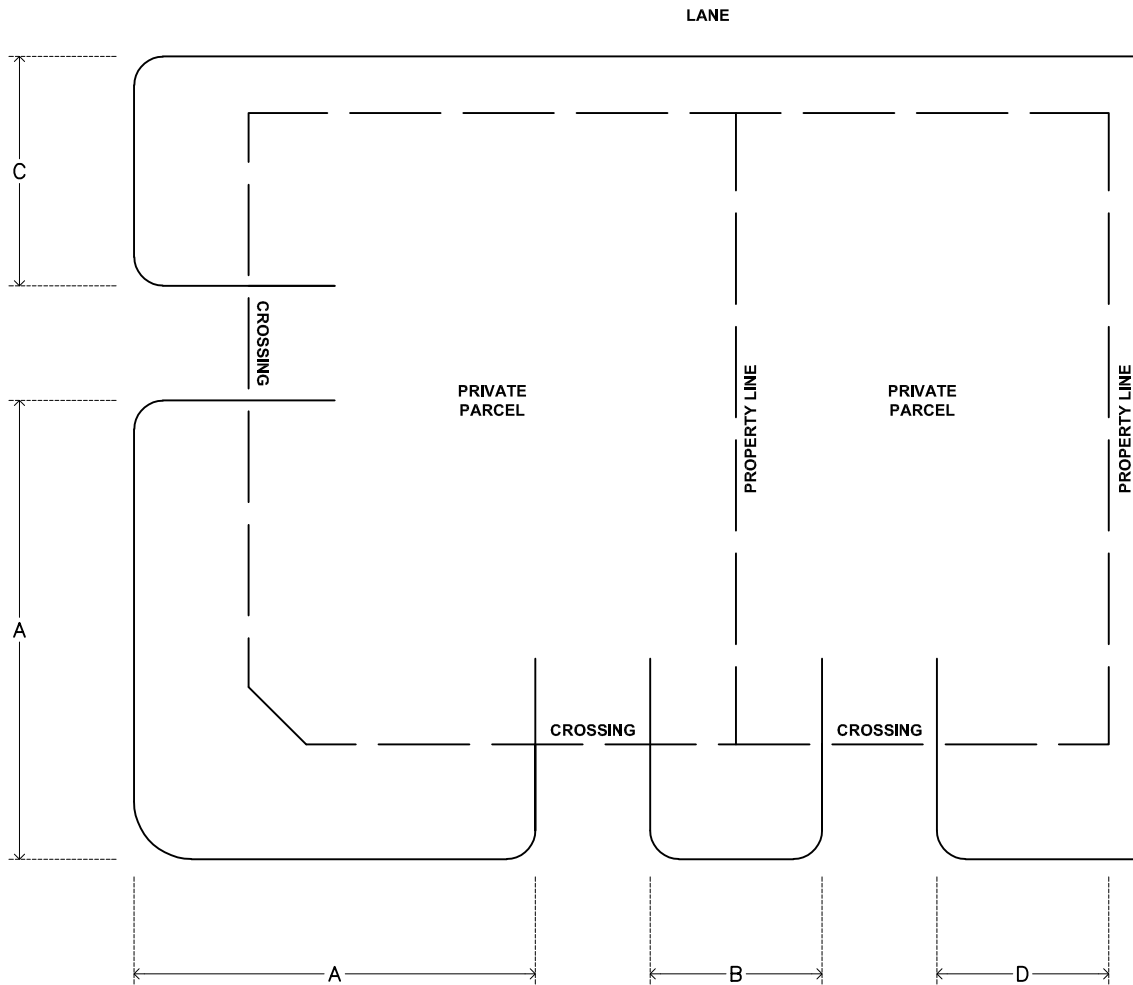 LANE
C
CROSSING
PRIVATE
PARCEL
PROPERTY LINE
PRIVATE
PARCEL
PROPERTY LINE
A
CROSSING
CROSSING
A
B
D